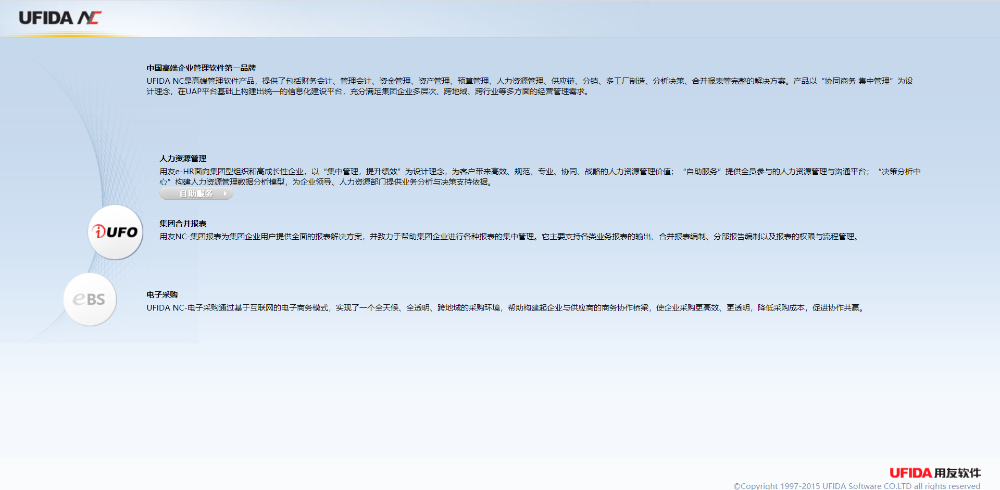 UFIDA NC
中国高端企业管理软件第一品牌
UFIDA NC是高端管理软件产品，提供了包括财务会计、管理会计、资金管理、资产管理、预算管理、人力资源管理、供应链、分销、多工厂制造、分析决策、合并报表等完整的解决方案。产品以“协同商务 集中管理”为设
计理念，在UAP平台基础上构建出统一的信息化建设平台，充分满足集团企业多层次、跨地域、跨行业等多方面的经营管理需求。
人力资源管理
用友e-HR面向集团型组织和高成长性企业，以“集中管理，提升绩效”为设计理念，为客户带来高效、规范、专业、协同、战略的人力资源管理价值；“自助服务”提供全员参与的人力资源管理与沟通平台；“决策分析中
心”构建人力资源管理数据分析模型，为企业领导、人力资源部门提供业务分析与决策支持依据。
自助服务
iUFO
集团合并报表
用友NC-集团报表为集团企业用户提供全面的报表解决方案，并致力于帮助集团企业进行各种报表的集中管理。它主要支持各类业务报表的输出、合并报表编制、分部报告编制以及报表的权限与流程管理。
eBS
电子采购
UFIDA NC-电子采购通过基于互联网的电子商务模式，实现了一个全天候、全透明、跨地域的采购环境，帮助构建起企业与供应商的商务协作桥梁，使企业采购更高效、更透明，降低采购成本，促进协作共赢。
UFIDA 用友软件
©Copyright 1997-2015 UFIDA Software CO.LTD all rights reserved